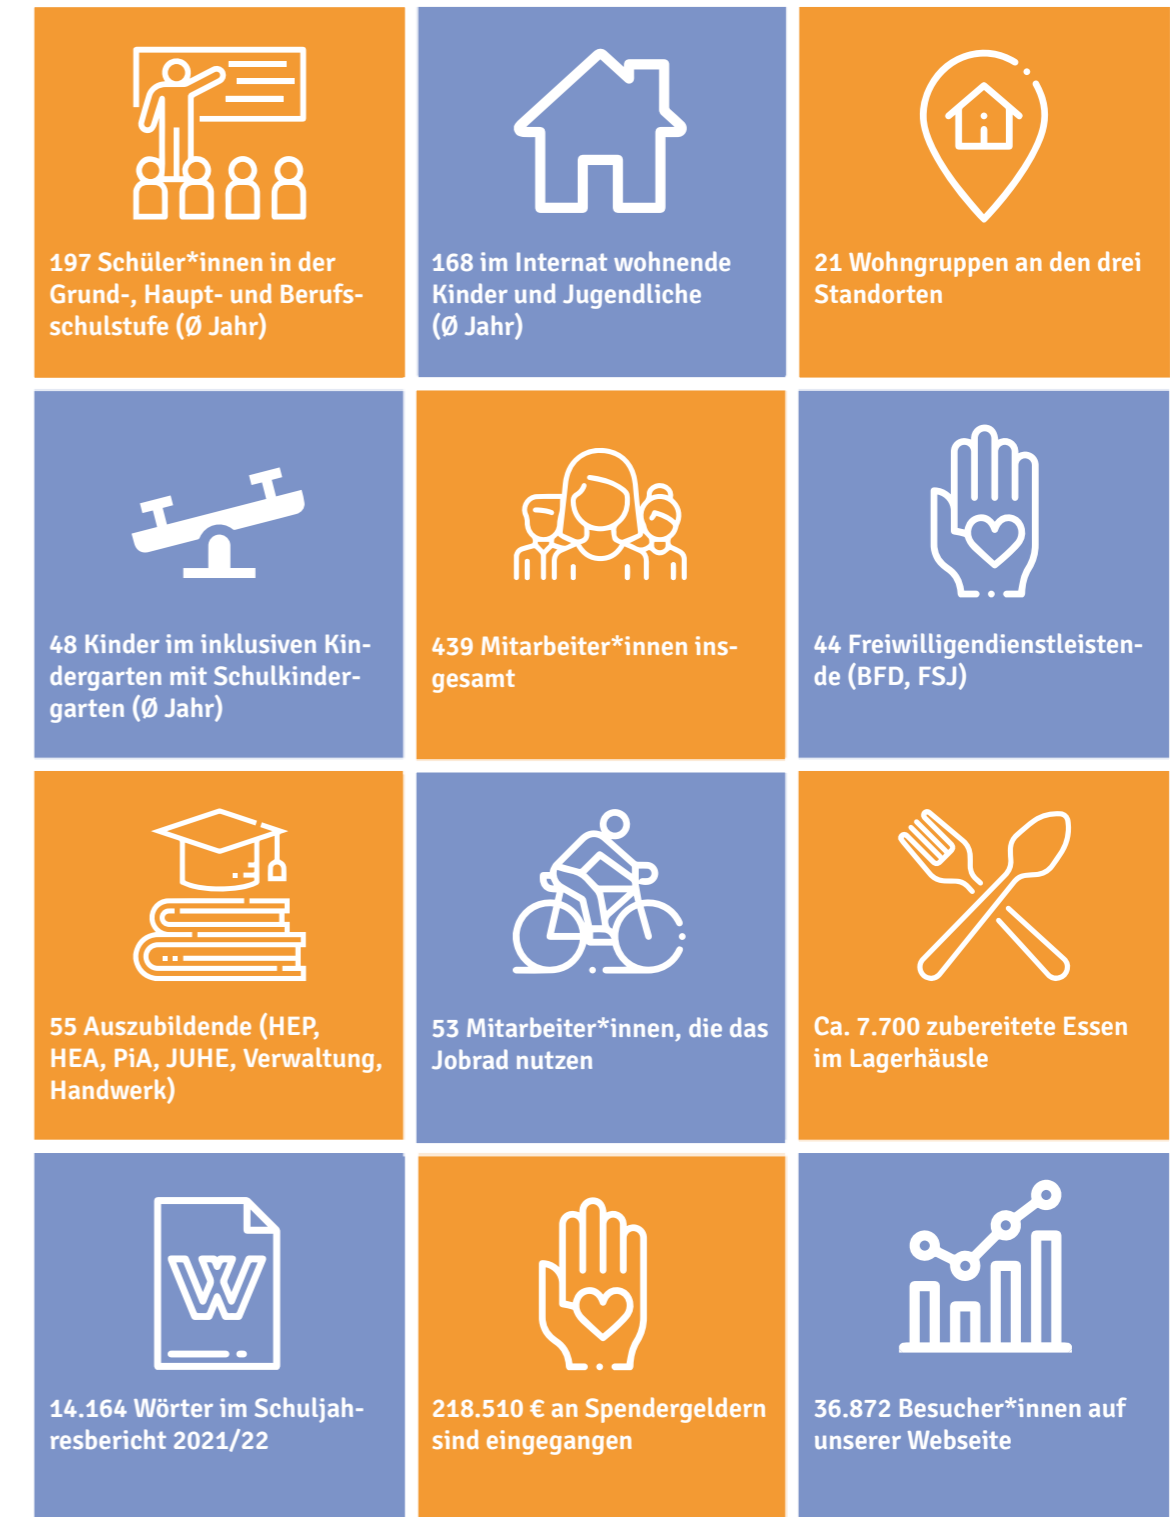 197 Schüler*innen in der
Grund-, Haupt- und Berufs-
schulstufe (Ø Jahr)
168 im Internat wohnende
Kinder und Jugendliche
(Ø Jahr)
21 Wohngruppen an den drei
Standorten
48 Kinder im inklusiven Kin-
dergarten mit Schulkinder-
garten (Ø Jahr)
439 Mitarbeiter*innen ins-
gesamt
44 Freiwilligendienstleisten-
de (BFD, FSJ)
55 Auszubildende (HEP,
HEA, PiA, JUHE, Verwaltung,
Handwerk)
53 Mitarbeiter*innen, die das
Jobrad nutzen
Ca. 7.700 zubereitete Essen
im Lagerhäusle
W
14.164 Wörter im Schuljah-
resbericht 2021/22
218.510 € an Spendergeldern
sind eingegangen
36.872 Besucher*innen auf
unserer Webseite